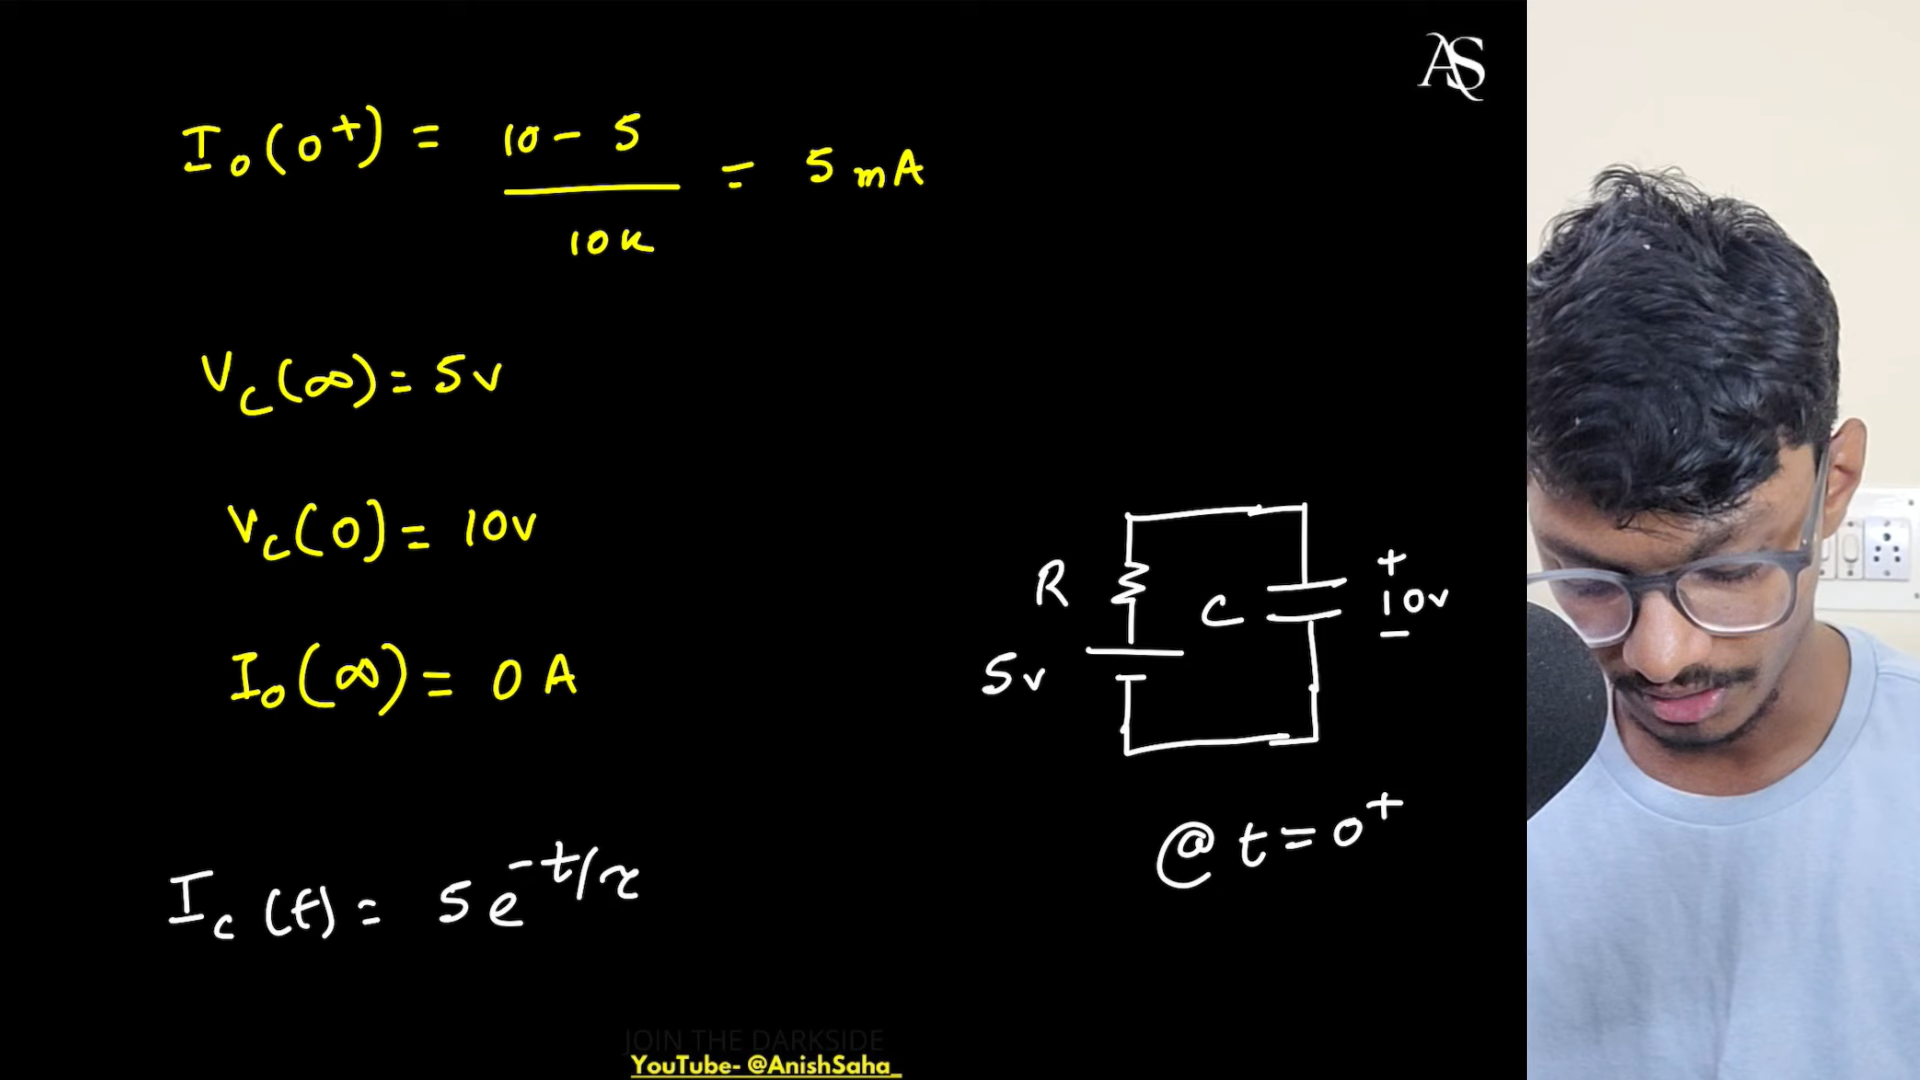 AS
I₀(0⁺) = 10 - 5 / 10k = 5 mA
V_C(∞) = 5v
V_C(0) = 10v
I₀(∞) = 0 A
R C + 10v -
5v
@ t = 0⁺
I_C(t) = 5 e^(-t/τ)
JOIN THE DARKSIDE
YouTube- @AnishSaha_